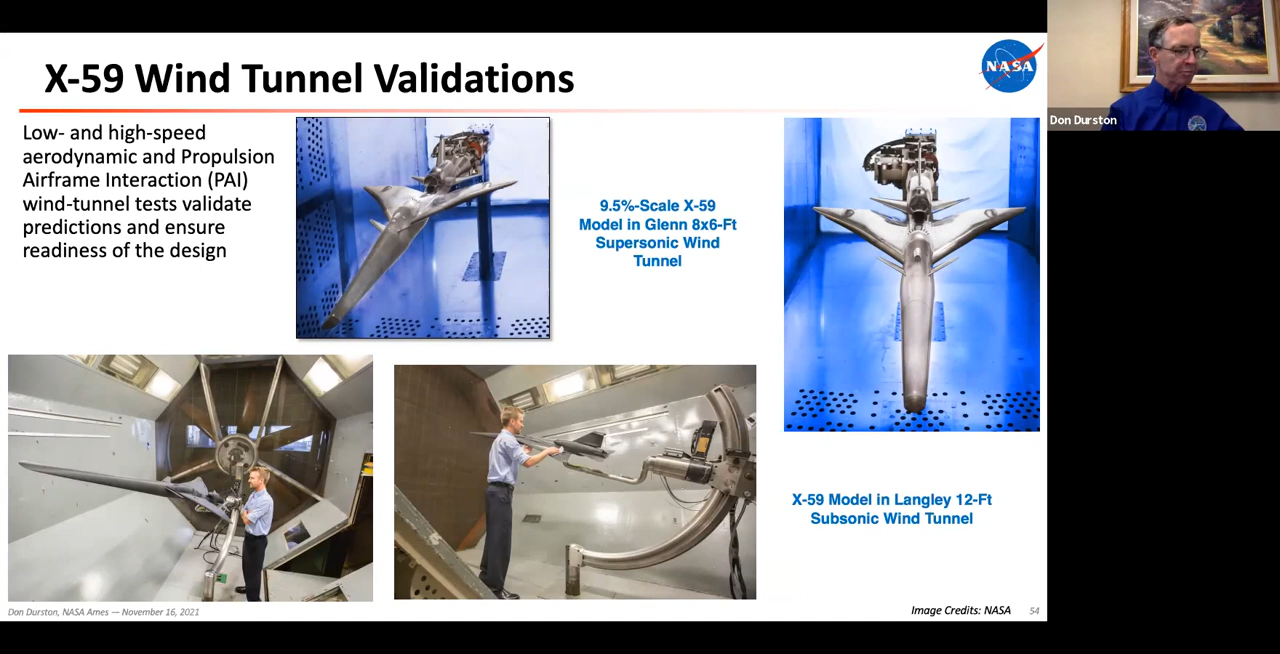 X-59 Wind Tunnel Validations
NASA
Don Durston
Low- and high-speed
aerodynamic and Propulsion
Airframe Interaction (PAI)
wind-tunnel tests validate
predictions and ensure
readiness of the design
9.5%-Scale X-59
Model in Glenn 8x6-Ft
Supersonic Wind
Tunnel
X-59 Model in Langley 12-Ft
Subsonic Wind Tunnel
Don Durston, NASA Ames — November 16, 2021
Image Credits: NASA
54